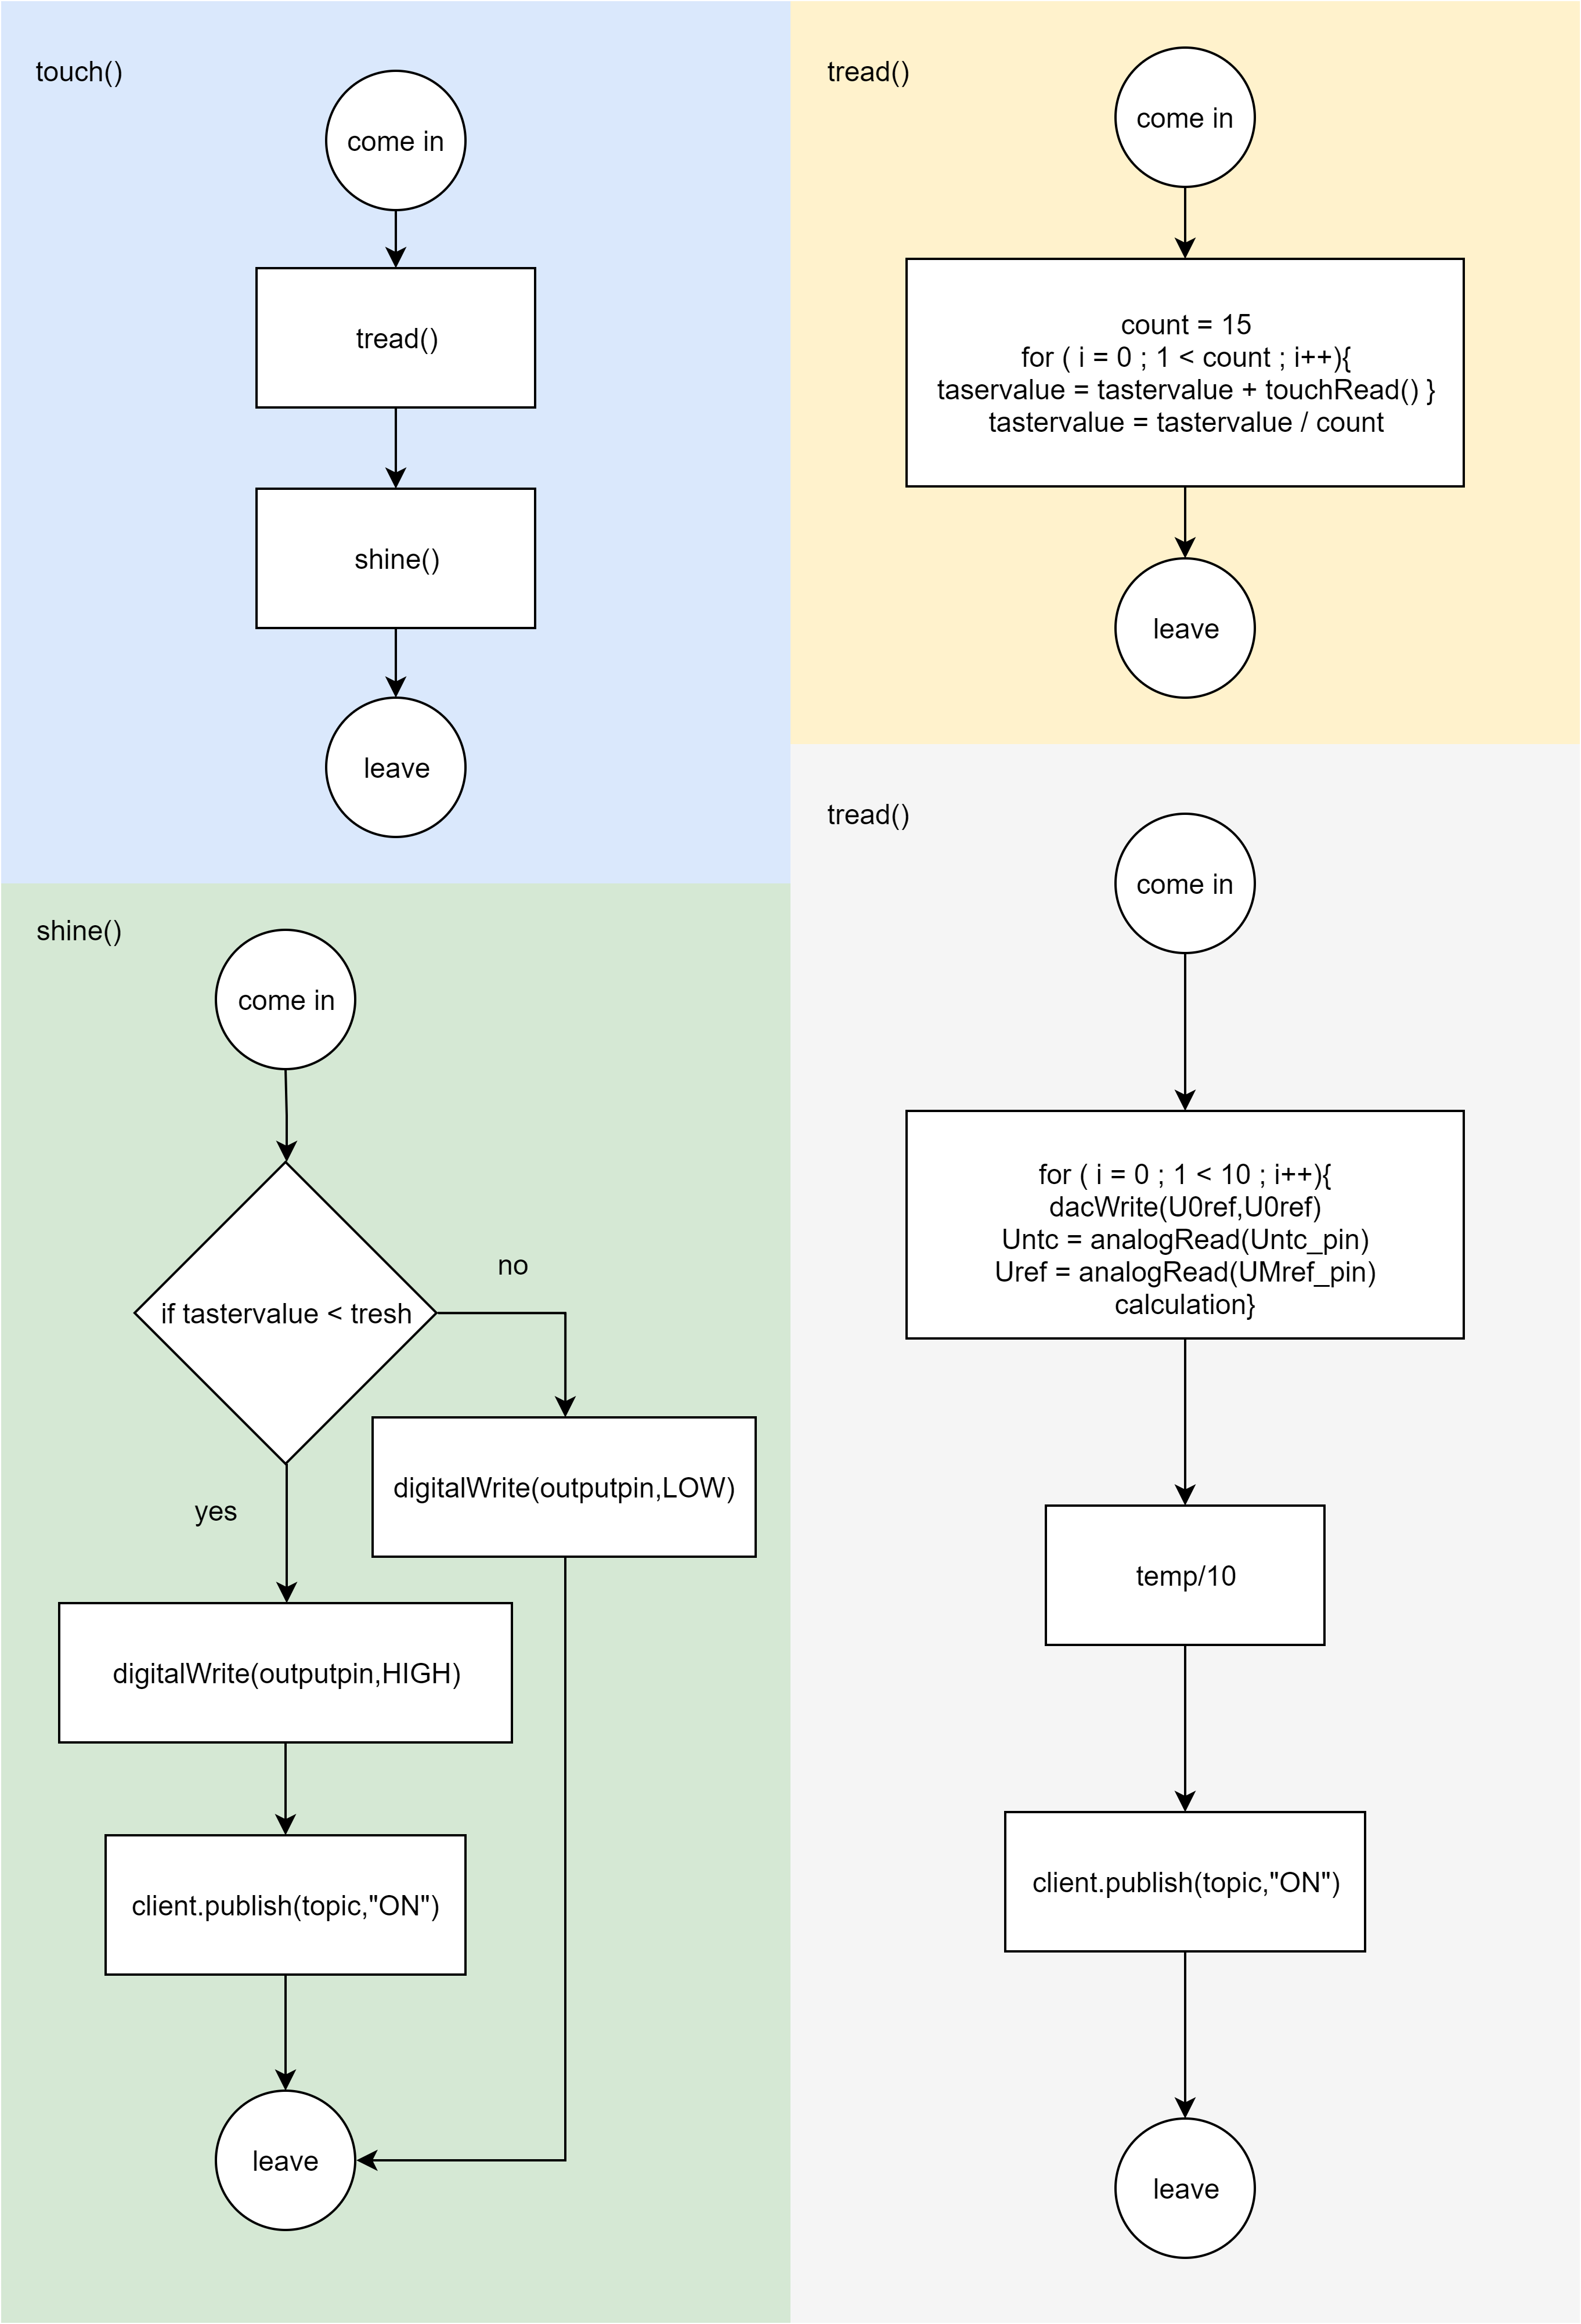 touch()
come in
tread()
shine()
leave
tread()
come in
count = 15
for ( i = 0 ; 1 < count ; i++){
taservalue = tastervalue + touchRead() }
tastervalue = tastervalue / count
leave
shine()
come in
if tastervalue < tresh
no
yes
digitalWrite(outputpin,LOW)
digitalWrite(outputpin,HIGH)
client.publish(topic,"ON")
leave
tread()
come in
for ( i = 0 ; 1 < 10 ; i++){
dacWrite(U0ref,U0ref)
Untc = analogRead(Untc_pin)
Uref = analogRead(UMref_pin)
calculation}
temp/10
client.publish(topic,"ON")
leave